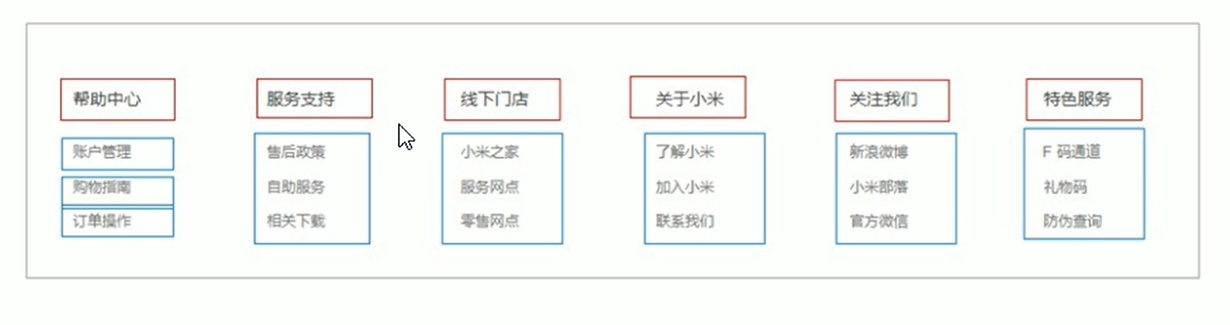 帮助中心 服务支持 线下门店 关于小米 关注我们 特色服务
账户管理 售后政策 小米之家 了解小米 新浪微博 F 码通道
购物指南 自助服务 服务网点 加入小米 小米部落 礼物码
订单操作 相关下载 零售网点 联系我们 官方微信 防伪查询